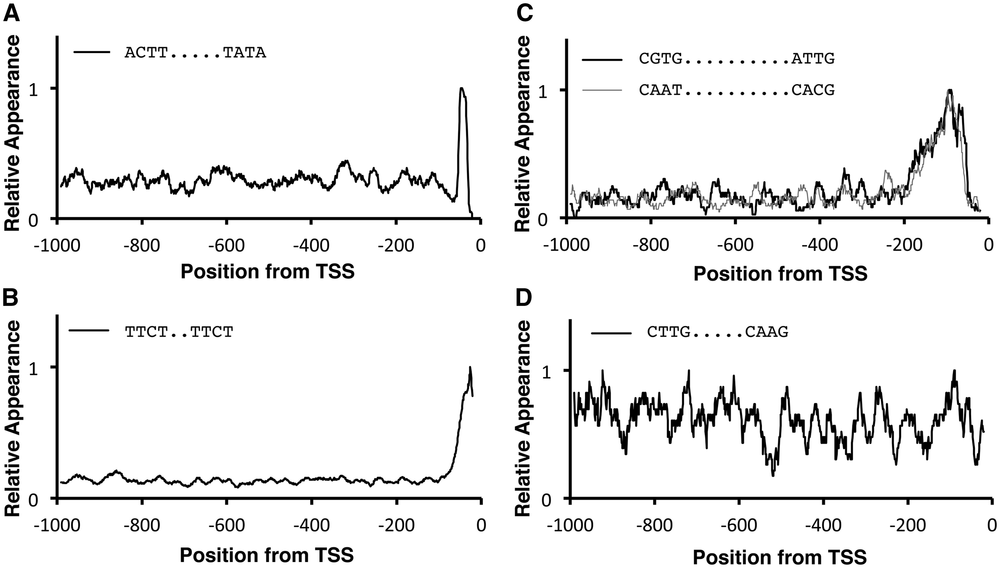 A
Relative Appearance
ACTT.....TATA
1
0
-1000 -800 -600 -400 -200 0
Position from TSS
B
Relative Appearance
TTCT..TTCT
1
0
-1000 -800 -600 -400 -200 0
Position from TSS
C
Relative Appearance
CGTG..........ATTG
CAAT..........CACG
1
0
-1000 -800 -600 -400 -200 0
Position from TSS
D
Relative Appearance
CTTG.....CAAG
1
0
-1000 -800 -600 -400 -200 0
Position from TSS